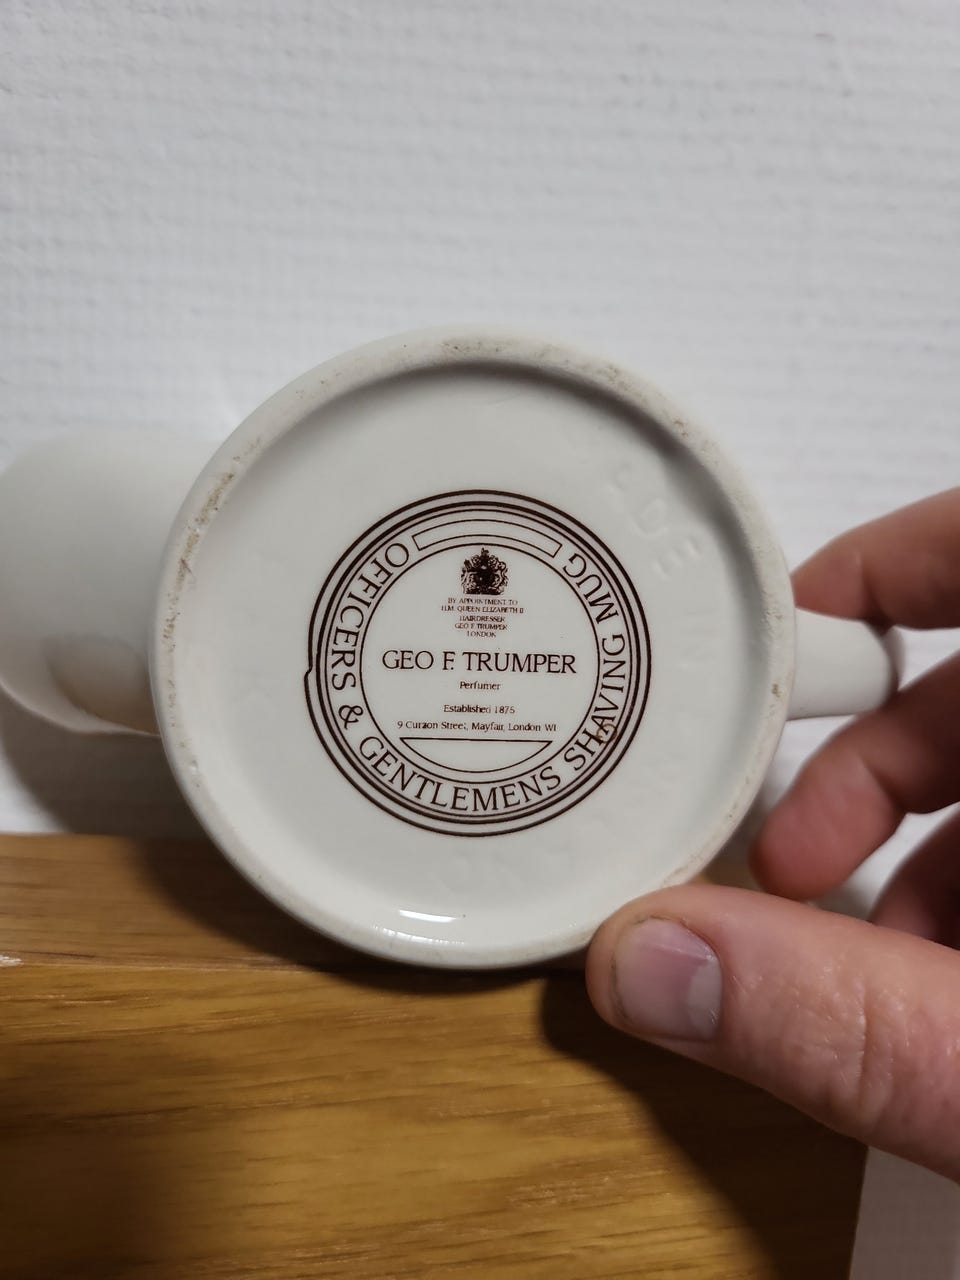 OFFICERS & GENTLEMENS SHAVING MUG
BY APPOINTMENT TO
H.M. QUEEN ELIZABETH II
HAIRDRESSER
GEO F. TRUMPER
LONDON
GEO F. TRUMPER
Perfumer
Established 1875
9 Curzon Street, Mayfair, London W1